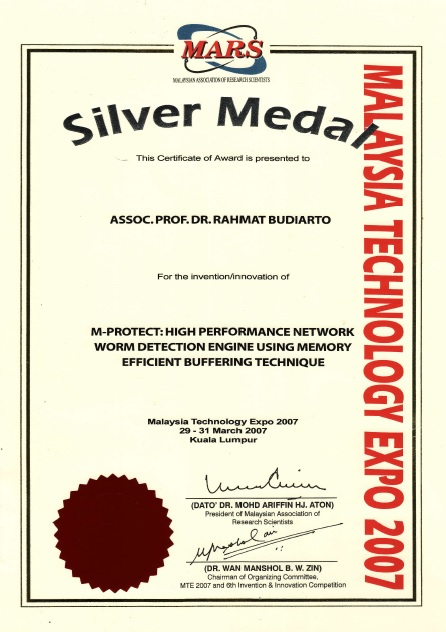 MARS
MALAYSIAN ASSOCIATION OF RESEARCH SCIENTISTS
Silver Medal
This Certificate of Award is presented to
ASSOC. PROF. DR. RAHMAT BUDIARTO
For the invention/innovation of
M-PROTECT: HIGH PERFORMANCE NETWORK
WORM DETECTION ENGINE USING MEMORY
EFFICIENT BUFFERING TECHNIQUE
Malaysia Technology Expo 2007
29 - 31 March 2007
Kuala Lumpur
(DATO' DR. MOHD ARIFFIN HJ. ATON)
President of Malaysian Association of
Research Scientists
(DR. WAN MANSHOL B. W. ZIN)
Chairman of Organizing Committee,
MTE 2007 and 6th Invention & Innovation Competition
MALAYSIA TECHNOLOGY EXPO 2007